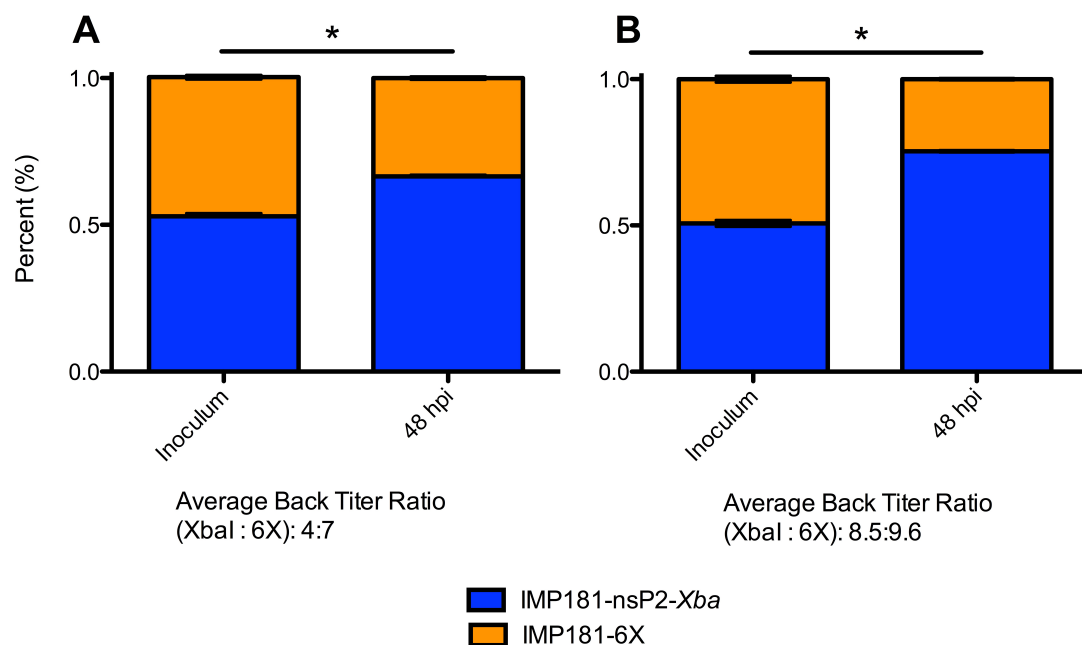 A
*
1.0
0.5
0.0
Percent (%)
Inoculum
48 hpi
Average Back Titer Ratio
(XbaI : 6X): 4:7
B
*
1.0
0.5
0.0
Inoculum
48 hpi
Average Back Titer Ratio
(XbaI : 6X): 8.5:9.6
IMP181-nsP2-Xba
IMP181-6X